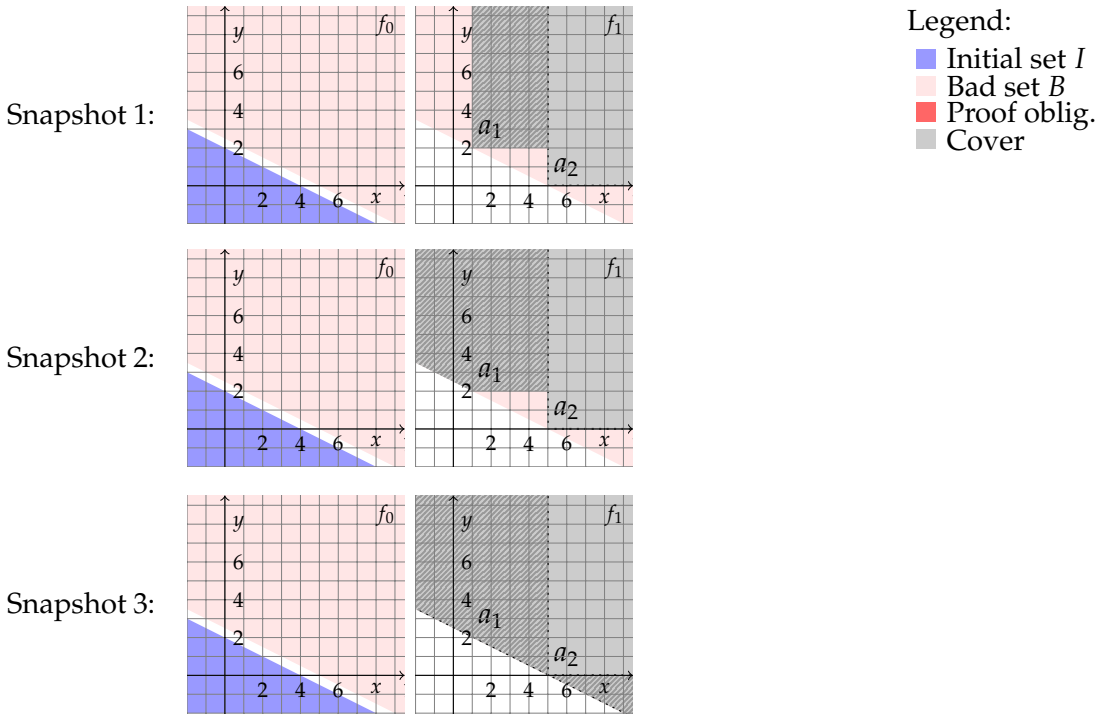 Legend:
Initial set I
Bad set B
Proof oblig.
Cover
Snapshot 1:
y
f0
6
4
2
2 4 6 x
y
f1
6
4
a1
2
a2
2 4 6 x
Snapshot 2:
y
f0
6
4
2
2 4 6 x
y
f1
6
4
a1
2
a2
2 4 6 x
Snapshot 3:
y
f0
6
4
2
2 4 6 x
y
f1
6
4
a1
2
a2
2 4 6 x